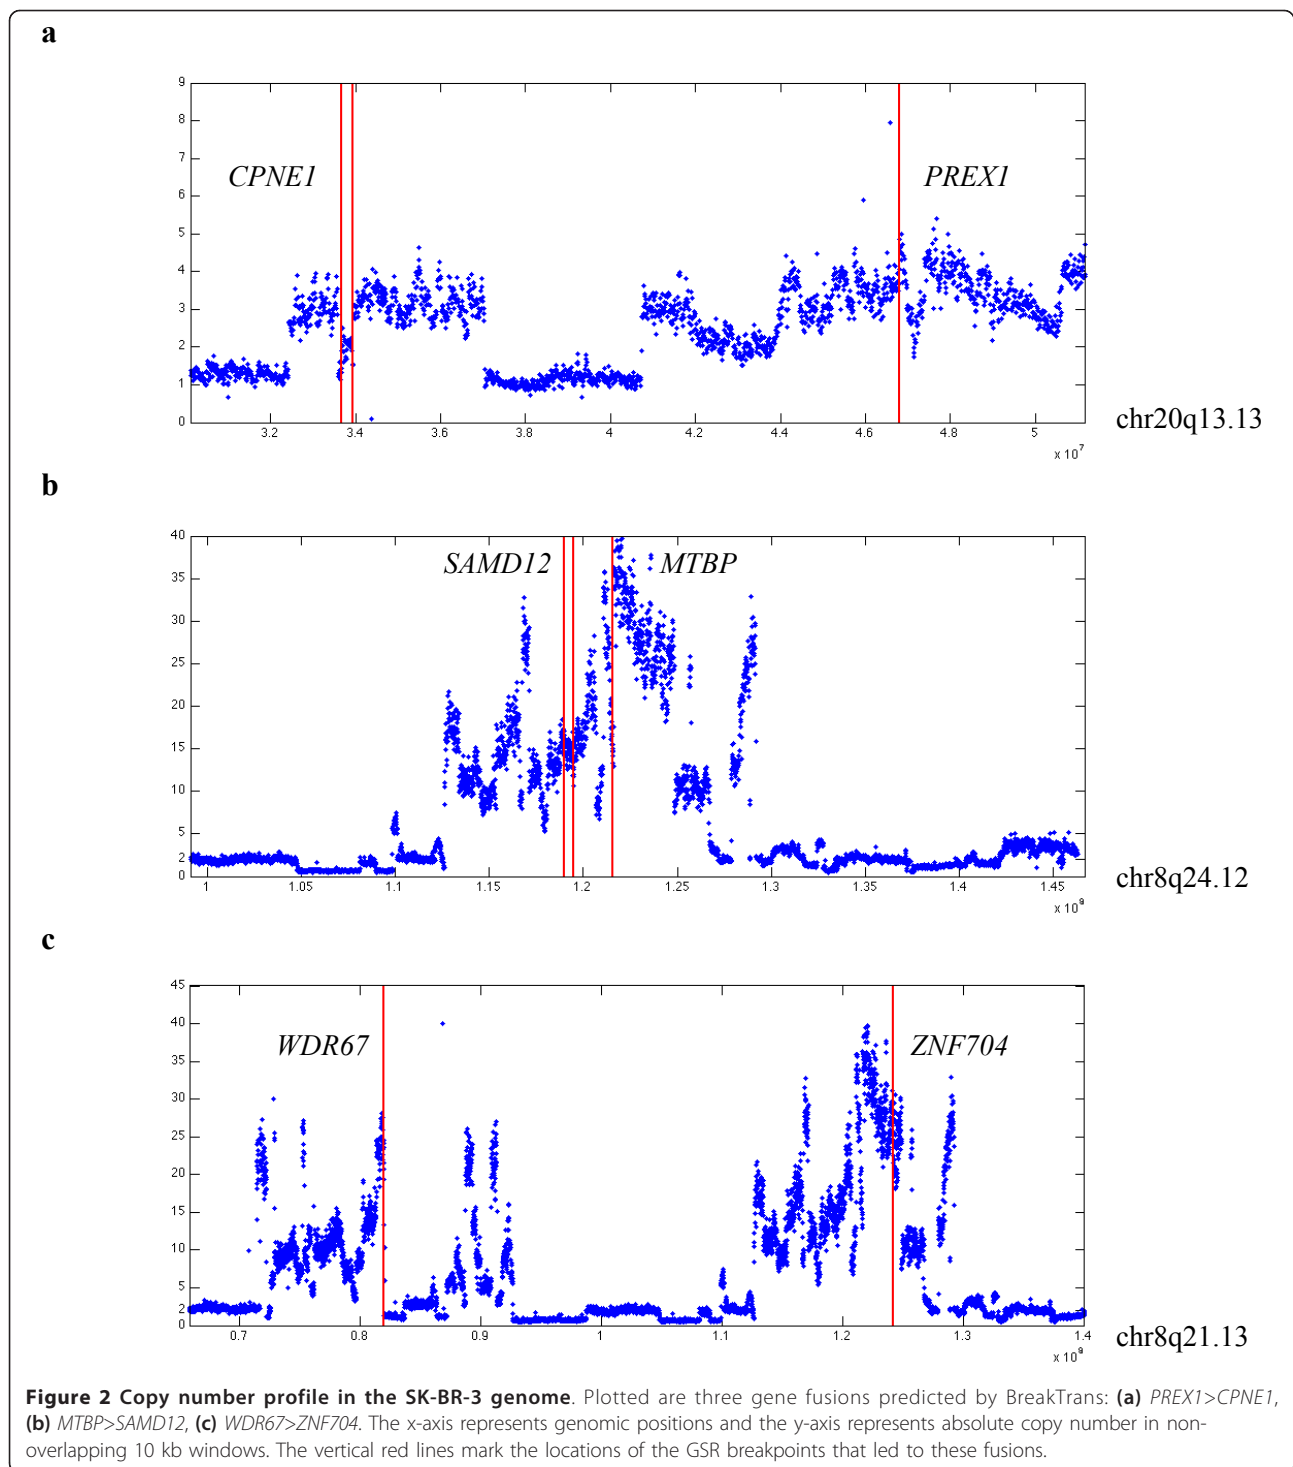 a
9
8
7
6
5
4
3
2
1
0
CPNE1
PREX1
3.2 3.4 3.6 3.8 4 4.2 4.4 4.6 4.8 5
x 10^7
chr20q13.13
b
40
35
30
25
20
15
10
5
2
0
SAMD12
MTBP
1 1.05 1.1 1.15 1.2 1.25 1.3 1.35 1.4 1.45
x 10^8
chr8q24.12
c
45
40
35
30
25
20
15
10
5
2
0
WDR67
ZNF704
0.7 0.8 0.9 1 1.1 1.2 1.3 1.4
x 10^8
chr8q21.13
Figure 2 Copy number profile in the SK-BR-3 genome. Plotted are three gene fusions predicted by BreakTrans: (a) PREX1>CPNE1,
(b) MTBP>SAMD12, (c) WDR67>ZNF704. The x-axis represents genomic positions and the y-axis represents absolute copy number in non-
overlapping 10 kb windows. The vertical red lines mark the locations of the GSR breakpoints that led to these fusions.